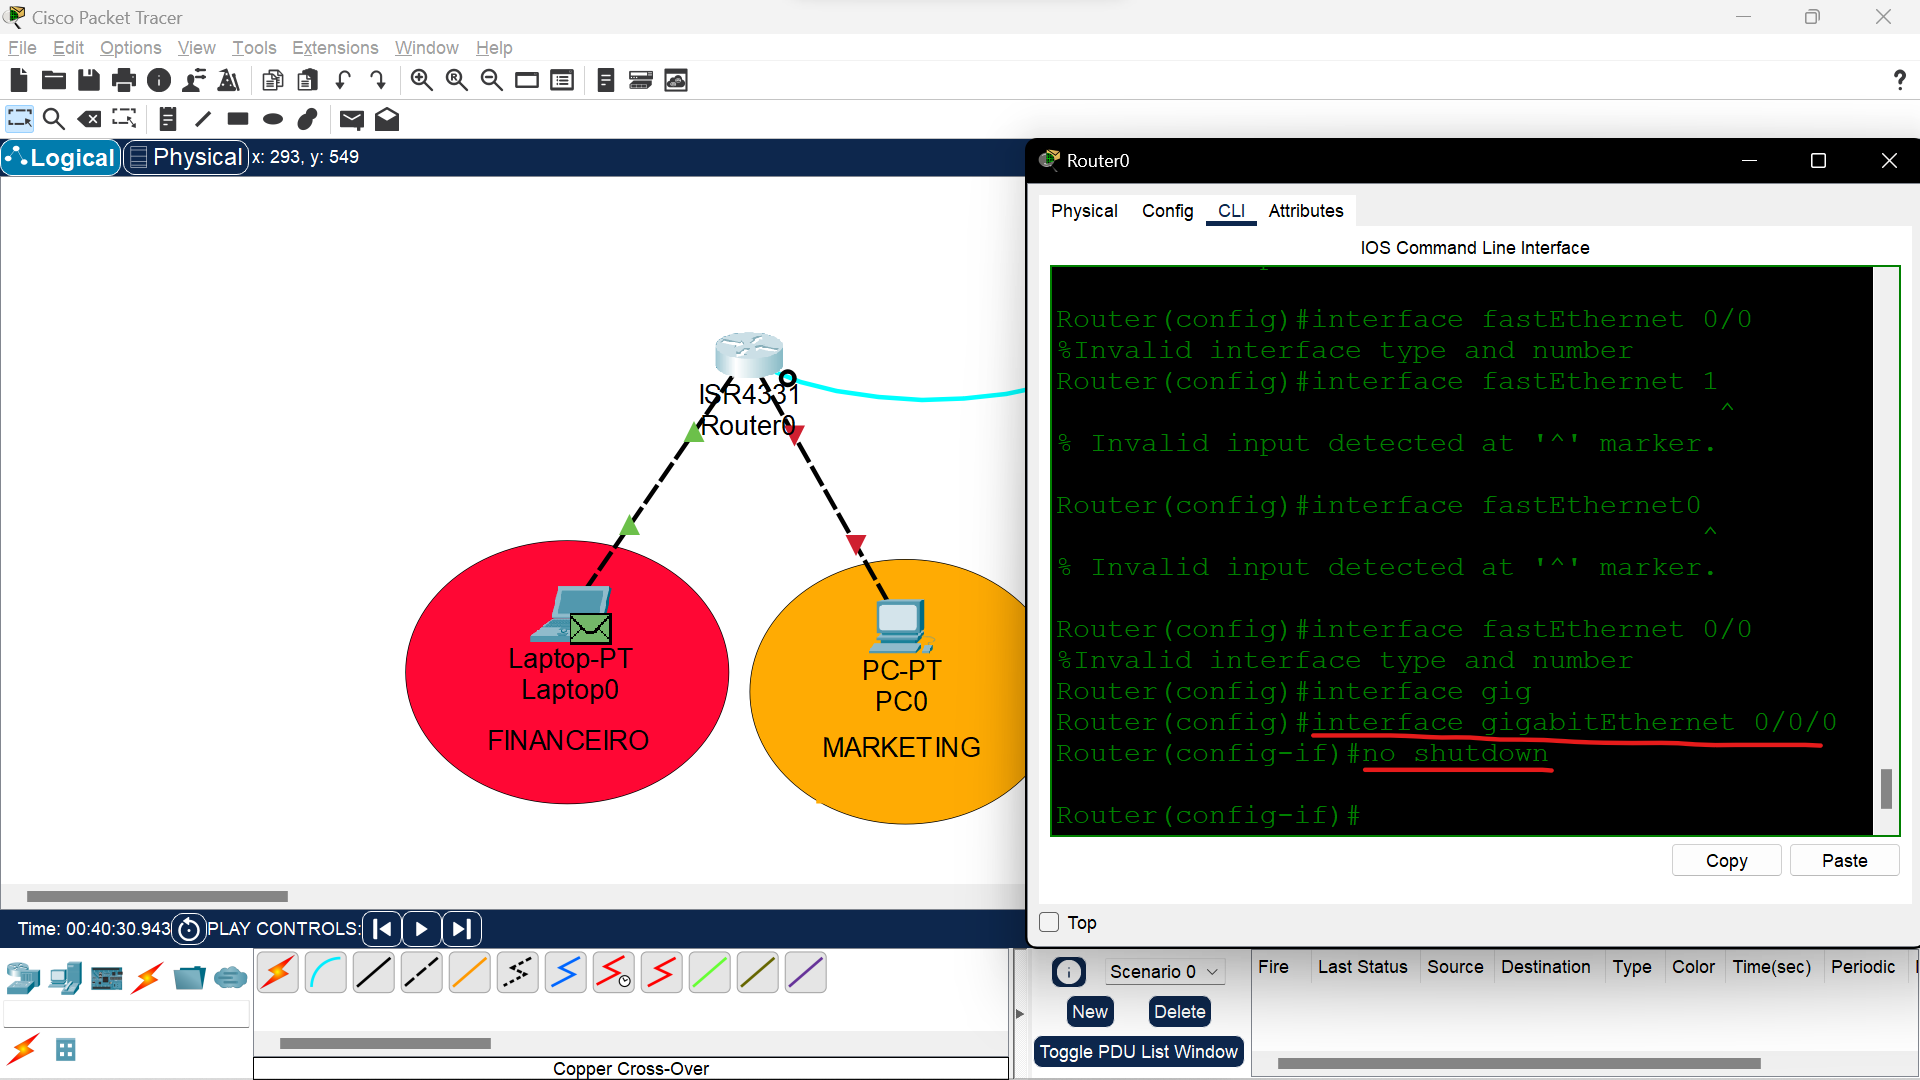 Cisco Packet Tracer
File Edit Options View Tools Extensions Window Help
Logical Physical x: 293, y: 549
Router0
Physical Config CLI Attributes
IOS Command Line Interface
Router(config)#interface fastEthernet 0/0
%Invalid interface type and number
Router(config)#interface fastEthernet 1
^
% Invalid input detected at '^' marker.
Router(config)#interface fastEthernet0
^
% Invalid input detected at '^' marker.
Router(config)#interface fastEthernet 0/0
%Invalid interface type and number
Router(config)#interface gig
Router(config)#interface gigabitEthernet 0/0/0
Router(config-if)#no shutdown
Router(config-if)#
Copy Paste
Top
ISR4331
Router0
Laptop-PT
Laptop0
FINANCEIRO
PC-PT
PC0
MARKETING
Time: 00:40:30.943 PLAY CONTROLS:
Scenario 0
New Delete
Toggle PDU List Window
Fire Last Status Source Destination Type Color Time(sec) Periodic
Copper Cross-Over